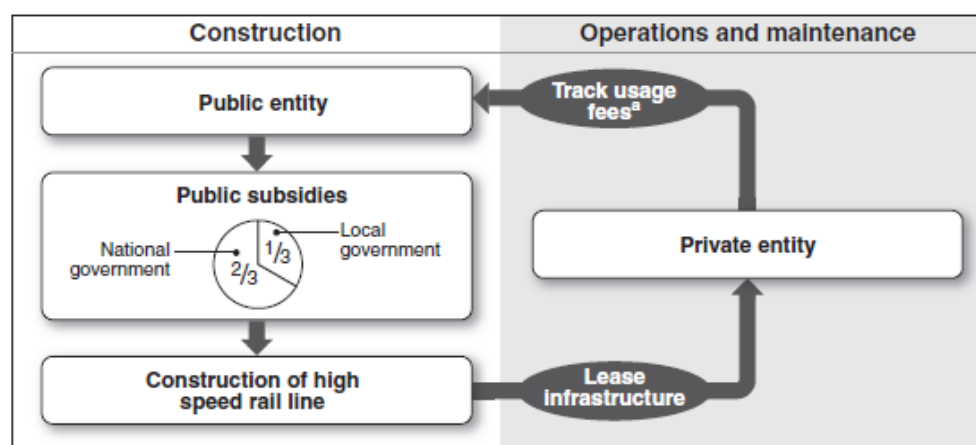 Construction
Operations and maintenance
Public entity
Track usage
feesᵃ
Public subsidies
National
government
2/3
1/3
Local
government
Private entity
Construction of high
speed rail line
Lease
infrastructure